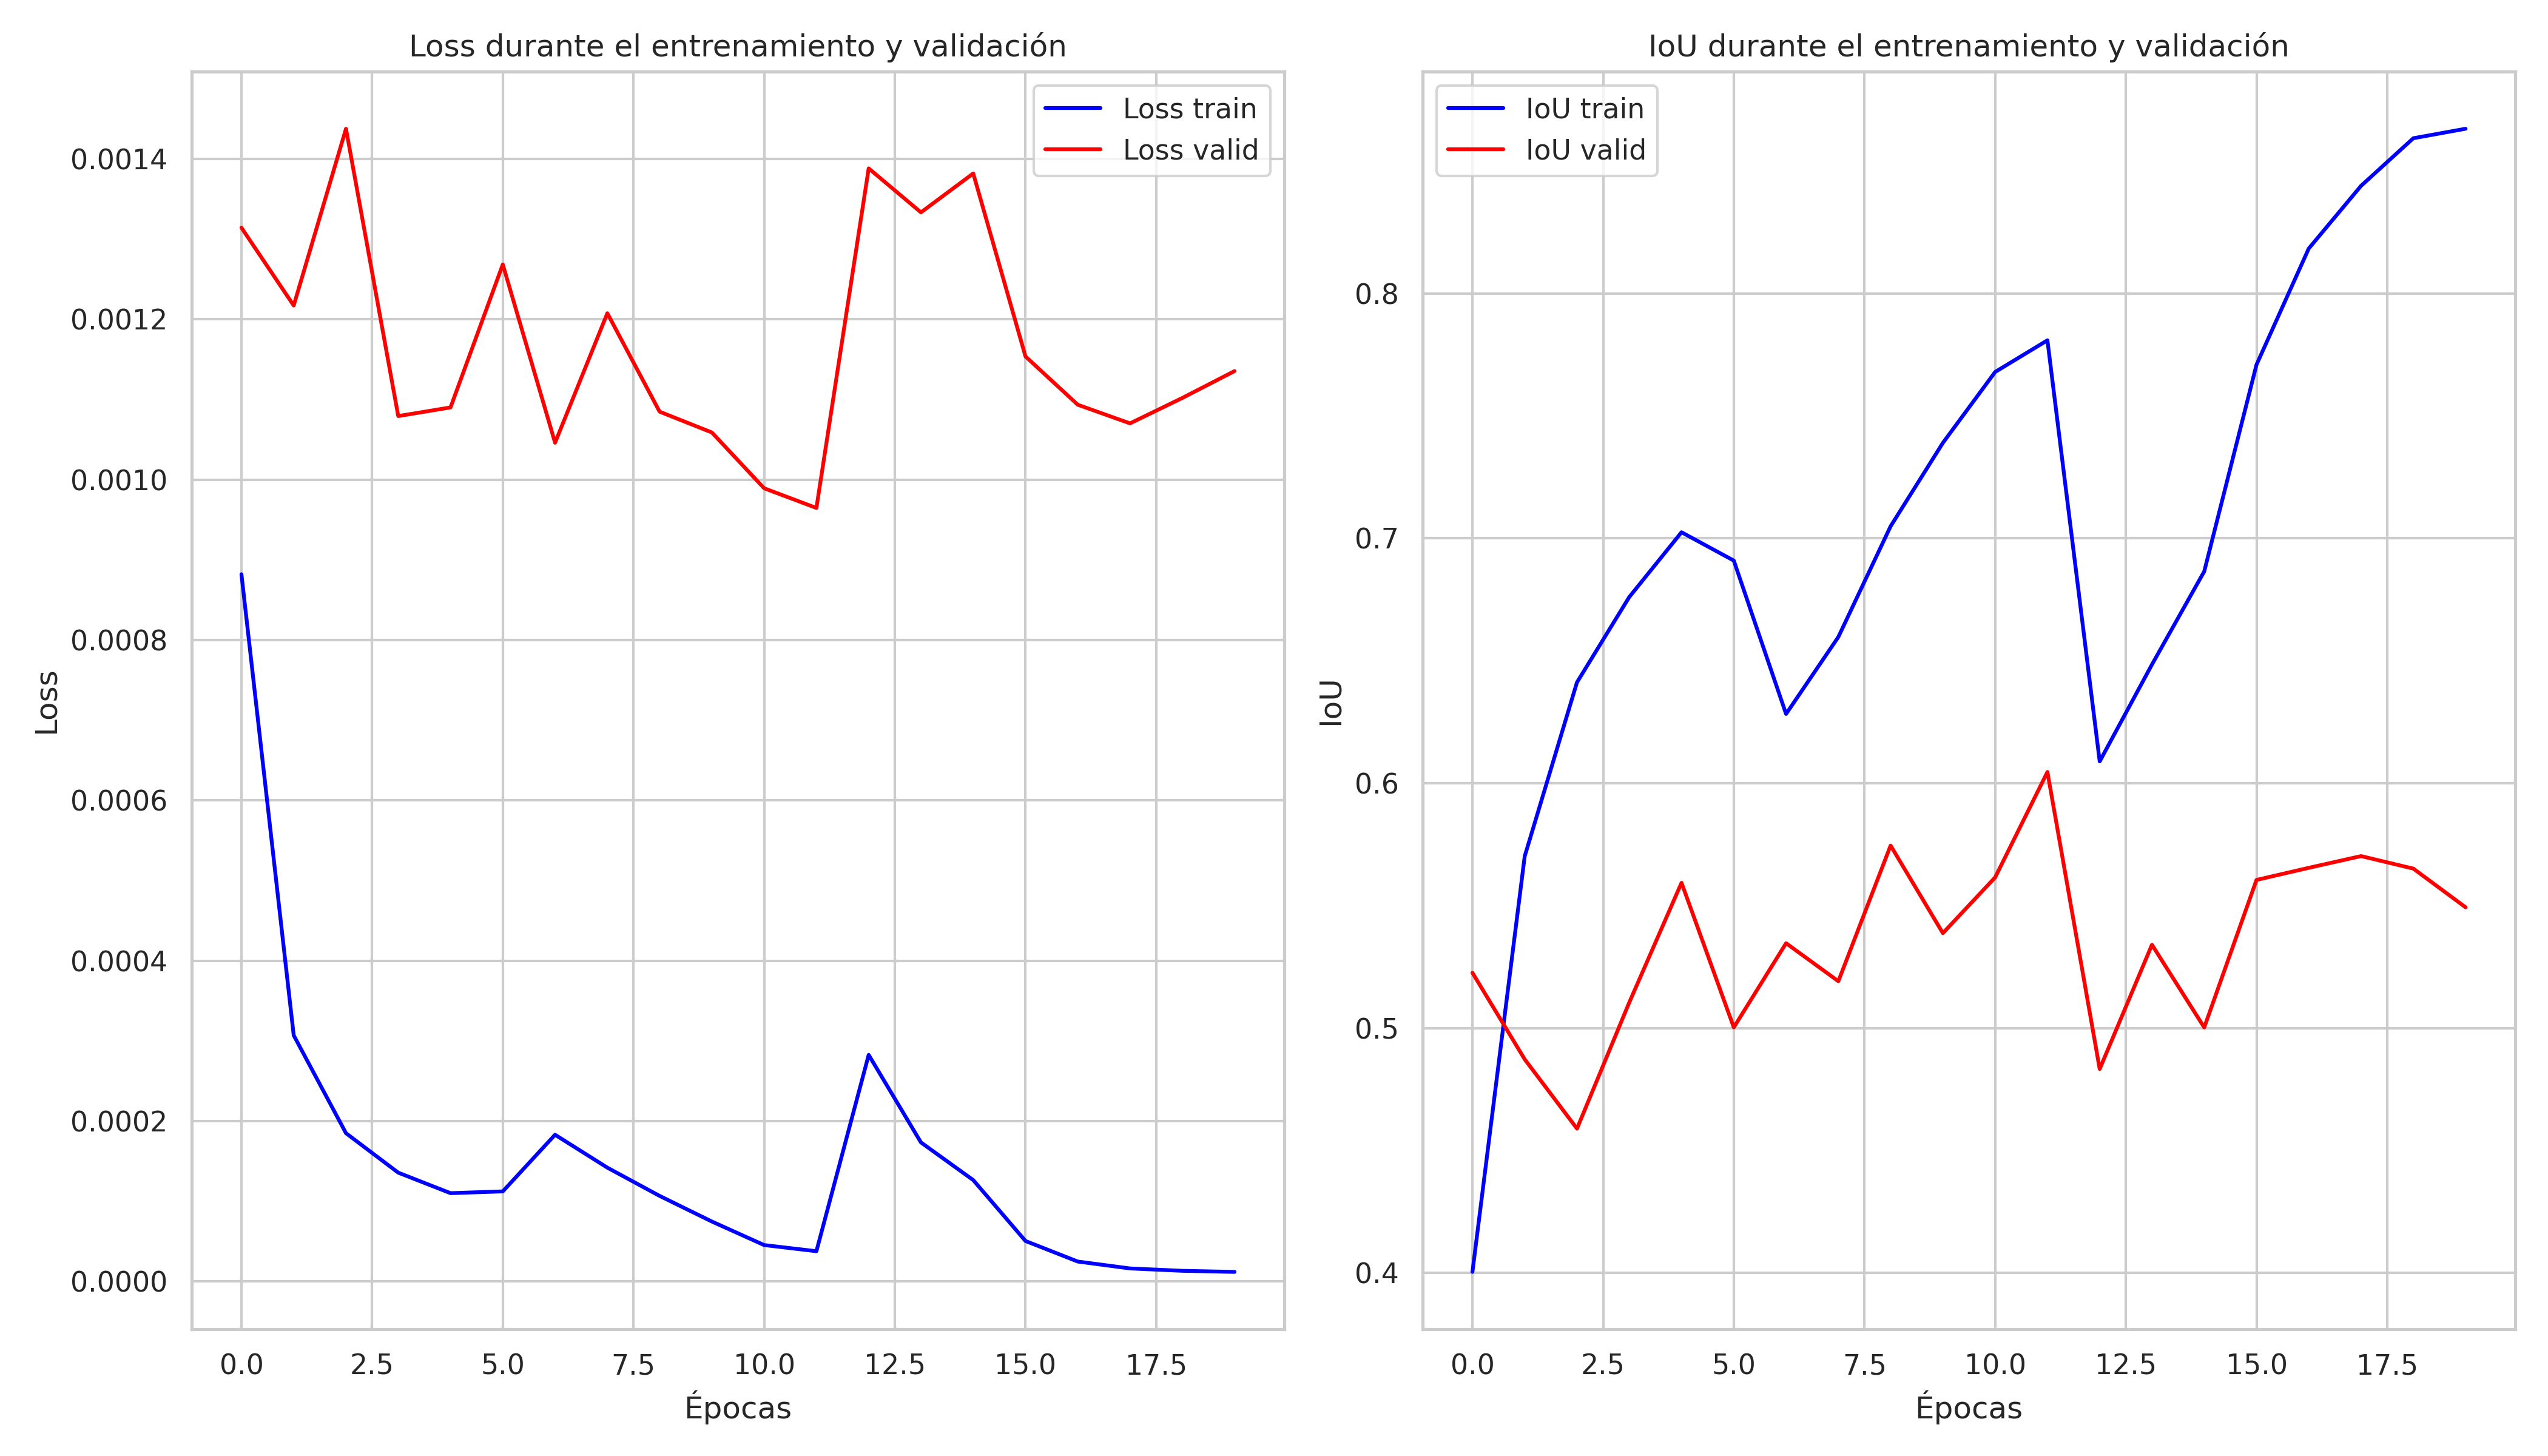 Loss durante el entrenamiento y validación
Loss train
Loss valid
0.0014
0.0012
0.0010
0.0008
0.0006
0.0004
0.0002
0.0000
Loss
0.0 2.5 5.0 7.5 10.0 12.5 15.0 17.5
Épocas
IoU durante el entrenamiento y validación
IoU train
IoU valid
0.8
0.7
0.6
0.5
0.4
IoU
0.0 2.5 5.0 7.5 10.0 12.5 15.0 17.5
Épocas